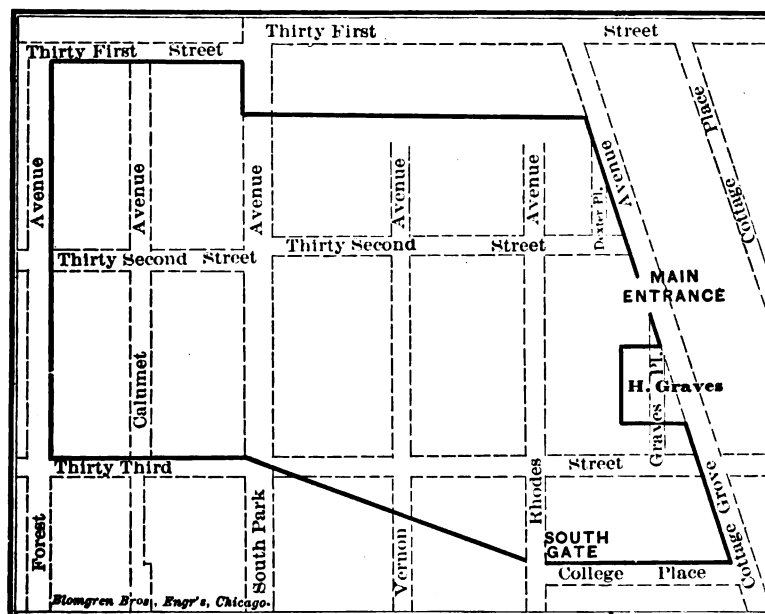 Thirty First Street Thirty First Street
Place
Cottage
Avenue
Avenue
Avenue
Avenue
Avenue
Avenue
Dexter Pl.
Thirty Second Street Thirty Second Street
MAIN
ENTRANCE
Calumet
H. Graves
Graves Pl.
Thirty Third Street
Forest
South Park
Vernon
Rhodes
Cottage Grove
SOUTH
GATE
College Place
Blomgren Bros., Engr's, Chicago.